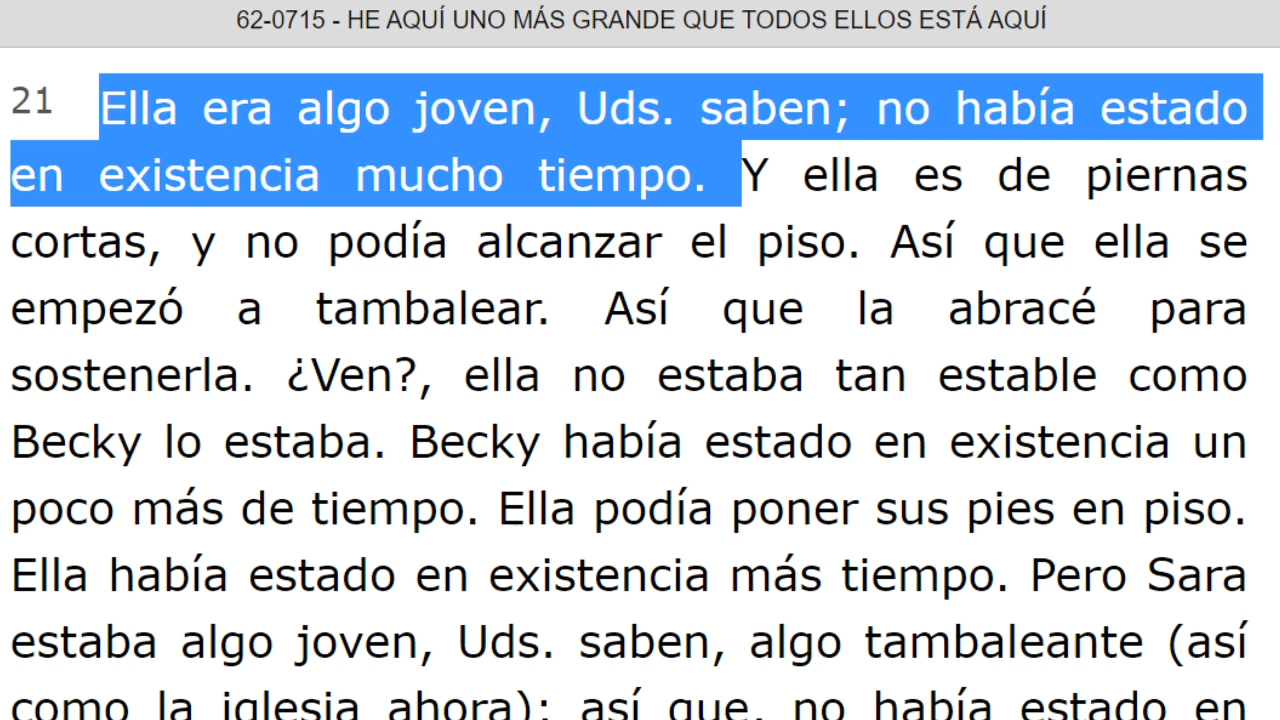 62-0715 - HE AQUÍ UNO MÁS GRANDE QUE TODOS ELLOS ESTÁ AQUÍ
21 Ella era algo joven, Uds. saben; no había estado
en existencia mucho tiempo. Y ella es de piernas
cortas, y no podía alcanzar el piso. Así que ella se
empezó a tambalear. Así que la abracé para
sostenerla. ¿Ven?, ella no estaba tan estable como
Becky lo estaba. Becky había estado en existencia un
poco más de tiempo. Ella podía poner sus pies en piso.
Ella había estado en existencia más tiempo. Pero Sara
estaba algo joven, Uds. saben, algo tambaleante (así
como la iglesia ahora); así que, no había estado en